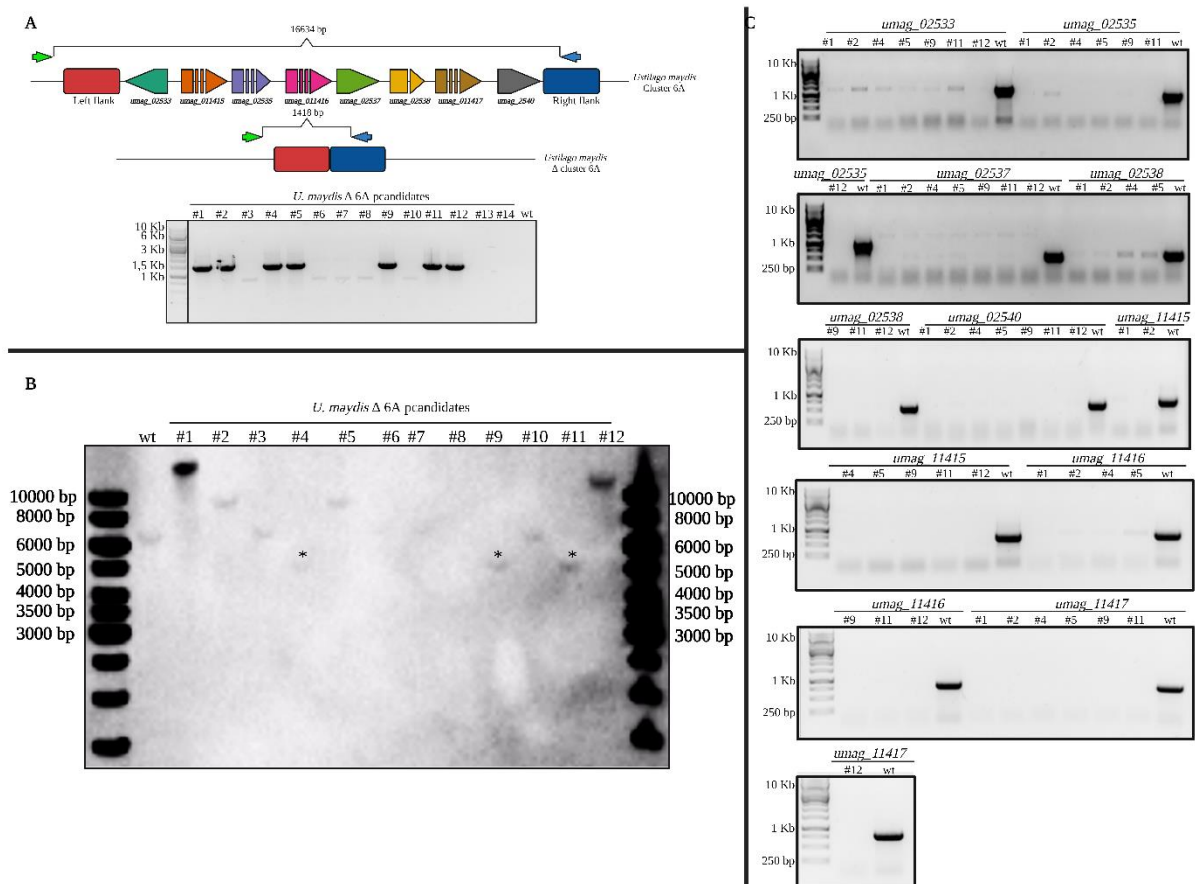 A
16634 bp
Left flank
umag_02533
umag_011415
umag_02535
umag_011416
umag_02537
umag_02538
umag_011417
umag_2540
Right flank
Ustilago maydis
Cluster 6A
1418 bp
Ustilago maydis
Δ cluster 6A
U. maydis Δ 6A pcandidates
#1 #2 #3 #4 #5 #6 #7 #8 #9 #10 #11 #12 #13 #14 wt
10 Kb
6 Kb
3 Kb
1,5 Kb
1 Kb
B
U. maydis Δ 6A pcandidates
wt #1 #2 #3 #4 #5 #6 #7 #8 #9 #10 #11 #12
* * *
10000 bp
8000 bp
6000 bp
5000 bp
4000 bp
3500 bp
3000 bp
10000 bp
8000 bp
6000 bp
5000 bp
4000 bp
3500 bp
3000 bp
C
umag_02533 umag_02535
#1 #2 #4 #5 #9 #11 #12 wt #1 #2 #4 #5 #9 #11 wt
10 Kb
1 Kb
250 bp
umag_02535 umag_02537 umag_02538
#12 wt #1 #2 #4 #5 #9 #11 #12 wt #1 #2 #4 #5 wt
10 Kb
1 Kb
250 bp
umag_02538 umag_02540 umag_11415
#9 #11 #12 wt #1 #2 #4 #5 #9 #11 #12 wt #1 #2 wt
10 Kb
1 Kb
250 bp
umag_11415 umag_11416
#4 #5 #9 #11 #12 wt #1 #2 #4 #5 wt
10 Kb
1 Kb
250 bp
umag_11416 umag_11417
#9 #11 #12 wt #1 #2 #4 #5 #9 #11 wt
10 Kb
1 Kb
250 bp
umag_11417
#12 wt
10 Kb
1 Kb
250 bp